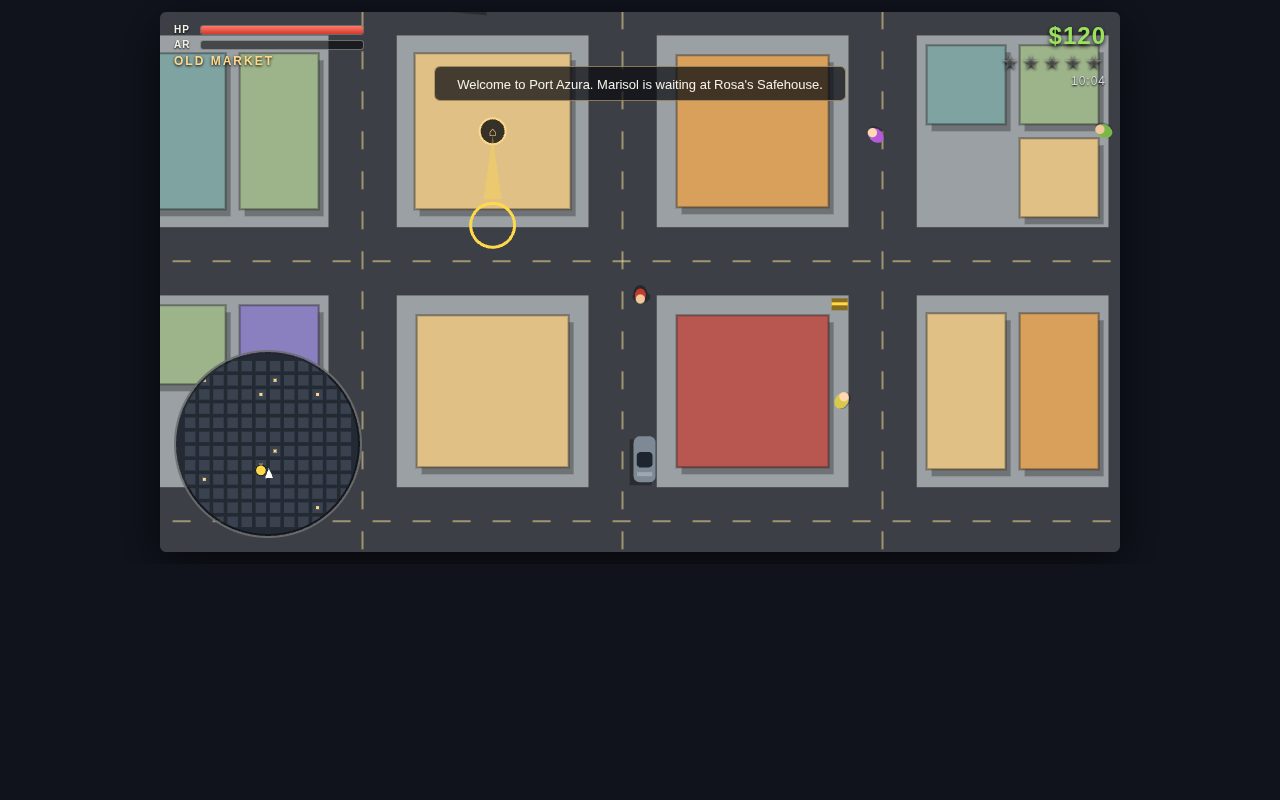 HP
AR
OLD MARKET
$120
10:04
Welcome to Port Azura. Marisol is waiting at Rosa's Safehouse.